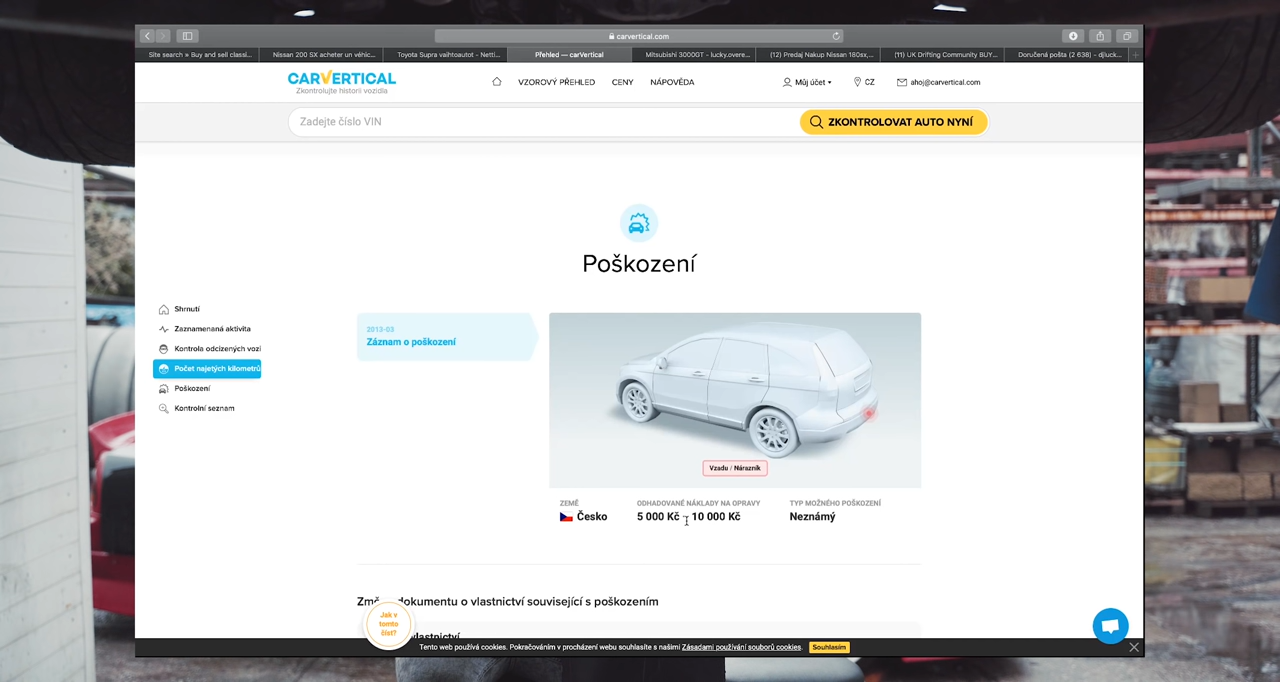 carvertical.com
Site search » Buy and sell classi...
Nissan 200 SX acheter un véhic...
Toyota Supra vaihtoautot – Netti...
Přehled — carVertical
Mitsubishi 3000GT - lucky.overe...
(12) Predaj Nakup Nissan 180sx,...
(11) UK Drifting Community BUY...
Doručená pošta (2 638) – djluck...
CARVERTICAL
Zkontrolujte historii vozidla
VZOROVÝ PŘEHLED
CENY
NÁPOVĚDA
Můj účet
CZ
ahoj@carvertical.com
Zadejte číslo VIN
ZKONTROLOVAT AUTO NYNÍ
Poškození
Shrnutí
Zaznamenaná aktivita
Kontrola odcizených vozi
Počet najetých kilometrů
Poškození
Kontrolní seznam
2013-03
Záznam o poškození
Vzadu / Nárazník
ZEMĚ
Česko
ODHADOVANÉ NÁKLADY NA OPRAVY
5 000 Kč – 10 000 Kč
TYP MOŽNÉHO POŠKOZENÍ
Neznámý
Změ dokumentu o vlastnictví související s poškozením
vlastnictví
Jak v
tomto
číst?
Tento web používá cookies. Pokračováním v procházení webu souhlasíte s našimi Zásadami používání souborů cookies.
Souhlasím